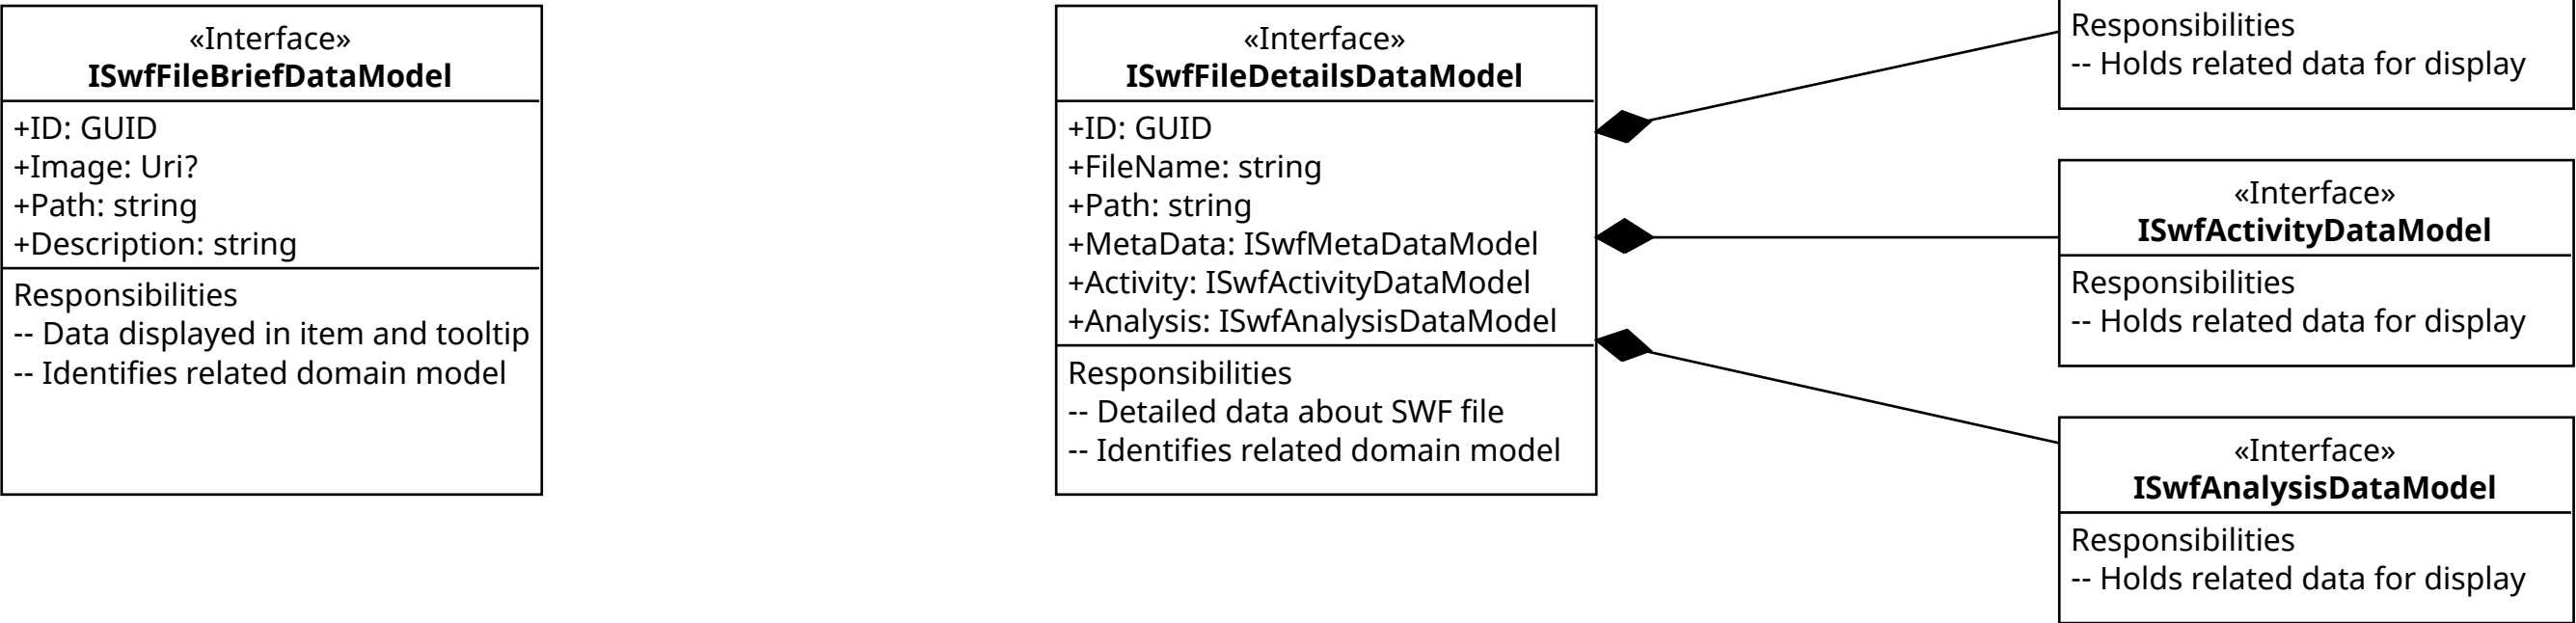 «Interface»
ISwfFileBriefDataModel
+ID: GUID
+Image: Uri?
+Path: string
+Description: string
Responsibilities
-- Data displayed in item and tooltip
-- Identifies related domain model
«Interface»
ISwfFileDetailsDataModel
+ID: GUID
+FileName: string
+Path: string
+MetaData: ISwfMetaDataModel
+Activity: ISwfActivityDataModel
+Analysis: ISwfAnalysisDataModel
Responsibilities
-- Detailed data about SWF file
-- Identifies related domain model
Responsibilities
-- Holds related data for display
«Interface»
ISwfActivityDataModel
Responsibilities
-- Holds related data for display
«Interface»
ISwfAnalysisDataModel
Responsibilities
-- Holds related data for display